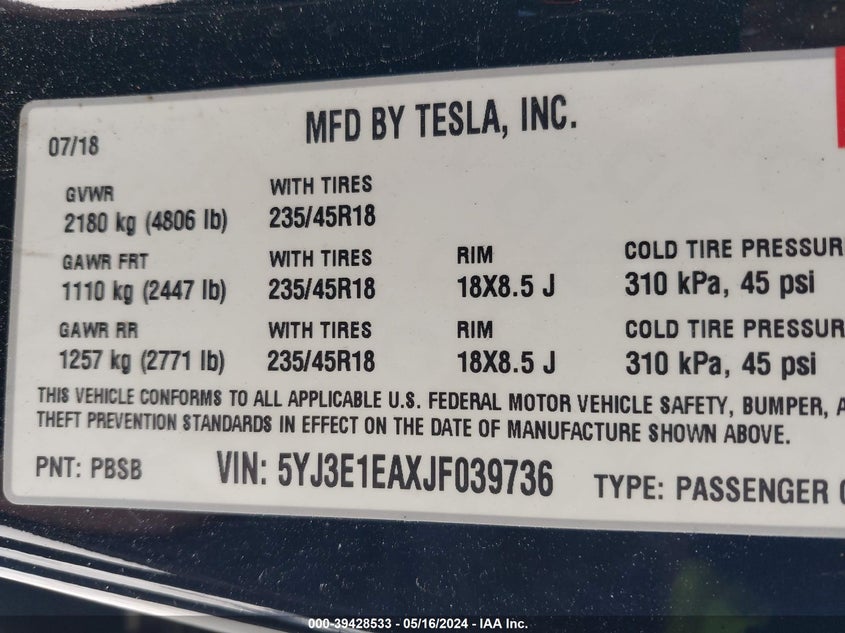 MFD BY TESLA, INC.
07/18
GVWR WITH TIRES
2180 kg (4806 lb) 235/45R18
GAWR FRT WITH TIRES RIM COLD TIRE PRESSUR
1110 kg (2447 lb) 235/45R18 18X8.5 J 310 kPa, 45 psi
GAWR RR WITH TIRES RIM COLD TIRE PRESSUR
1257 kg (2771 lb) 235/45R18 18X8.5 J 310 kPa, 45 psi
THIS VEHICLE CONFORMS TO ALL APPLICABLE U.S. FEDERAL MOTOR VEHICLE SAFETY, BUMPER, A
THEFT PREVENTION STANDARDS IN EFFECT ON THE DATE OF MANUFACTURE SHOWN ABOVE.
PNT: PBSB VIN: 5YJ3E1EAXJF039736 TYPE: PASSENGER C
000-39428533 - 05/16/2024 - IAA Inc.